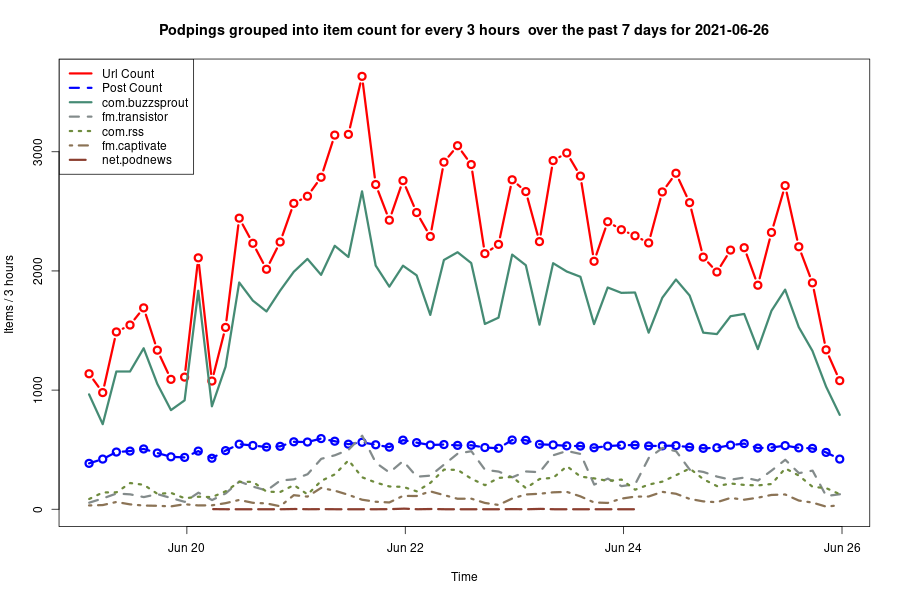 Podpings grouped into item count for every 3 hours  over the past 7 days for 2021-06-26
Url Count
Post Count
com.buzzsprout
fm.transistor
com.rss
fm.captivate
net.podnews
Items / 3 hours
3000
2000
1000
0
Jun 20
Jun 22
Jun 24
Jun 26
Time